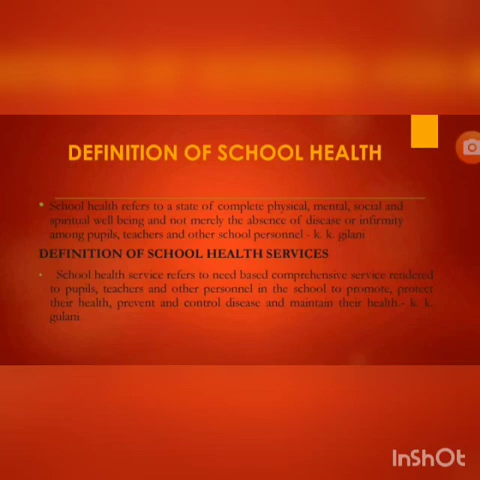 DEFINITION OF SCHOOL HEALTH
School health refers to a state of complete physical, mental, social and
spiritual well being and not merely the absence of disease or infirmity
among pupils, teachers and other school personnel - k. k. gilani
DEFINITION OF SCHOOL HEALTH SERVICES
School health service refers to need based comprehensive service rendered
to pupils, teachers and other personnel in the school to promote, protect
their health, prevent and control disease and maintain their health.- k. k.
gulani
InShOt